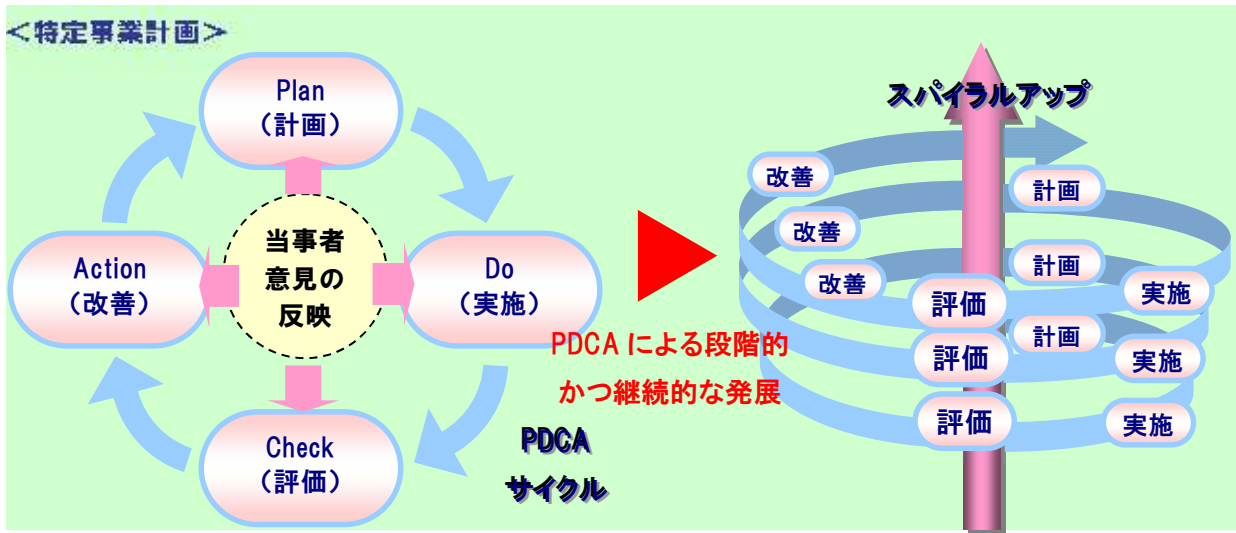 ＜特定事業計画＞
Plan
（計画）
Action
（改善）
当事者
意見の
反映
Do
（実施）
Check
（評価）
PDCA
サイクル
PDCA による段階的
かつ継続的な発展
スパイラルアップ
改善
計画
改善
計画
改善
実施
評価
計画
評価
実施
評価
実施